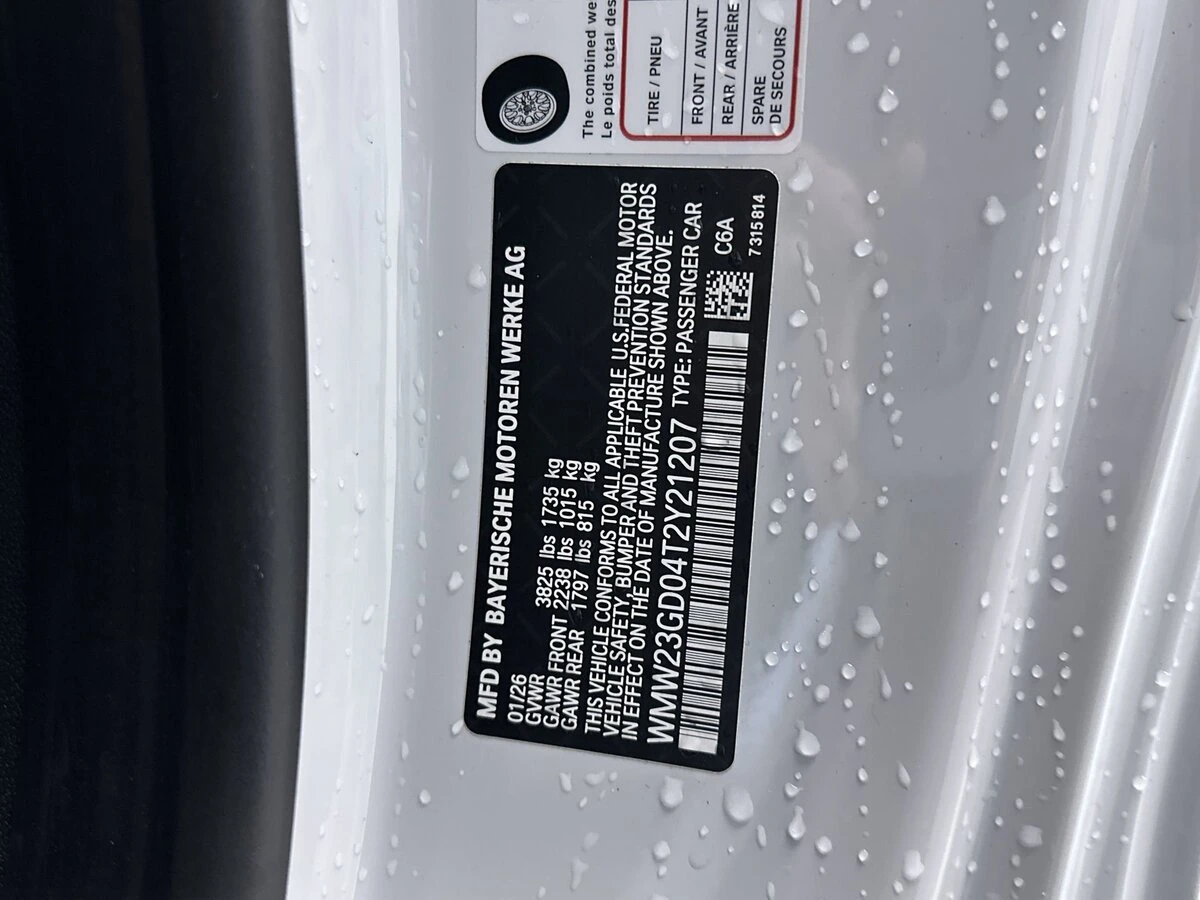 MFD BY BAYERISCHE MOTOREN WERKE AG
01/26
GVWR 3825 lbs 1735 kg
GAWR FRONT 2238 lbs 1015 kg
GAWR REAR 1797 lbs 815 kg
THIS VEHICLE CONFORMS TO ALL APPLICABLE U.S.FEDERAL MOTOR
VEHICLE SAFETY, BUMPER AND THEFT PREVENTION STANDARDS
IN EFFECT ON THE DATE OF MANUFACTURE SHOWN ABOVE.
WMW23GD04T2Y21207 TYPE: PASSENGER CAR
C6A
7315814
The combined we
Le poids total des
TIRE / PNEU
FRONT / AVANT
REAR / ARRIÈRE
SPARE
DE SECOURS